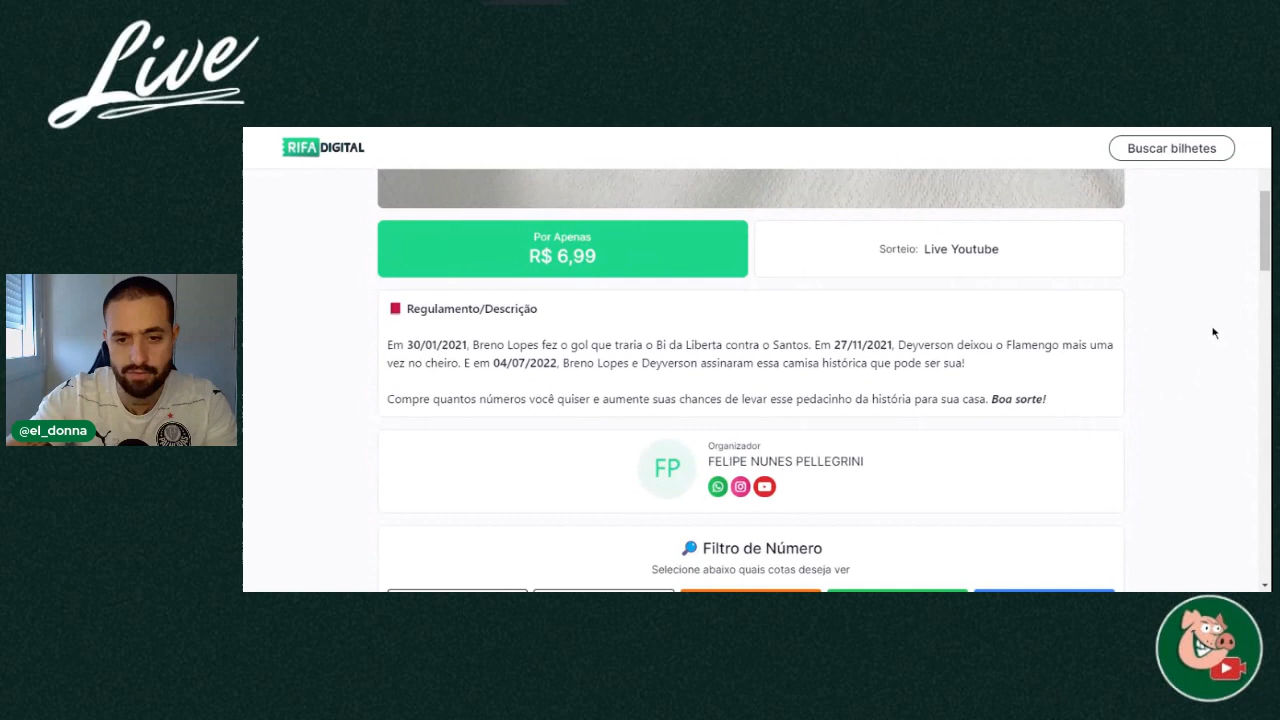 Live
RIFA DIGITAL
Buscar bilhetes
Por Apenas
R$ 6,99
Sorteio: Live Youtube
Regulamento/Descrição
Em 30/01/2021, Breno Lopes fez o gol que traria o Bi da Liberta contra o Santos. Em 27/11/2021, Deyverson deixou o Flamengo mais uma
vez no cheiro. E em 04/07/2022, Breno Lopes e Deyverson assinaram essa camisa histórica que pode ser sua!
Compre quantos números você quiser e aumente suas chances de levar esse pedacinho da história para sua casa. Boa sorte!
@el_donna
FP
Organizador
FELIPE NUNES PELLEGRINI
Filtro de Número
Selecione abaixo quais cotas deseja ver